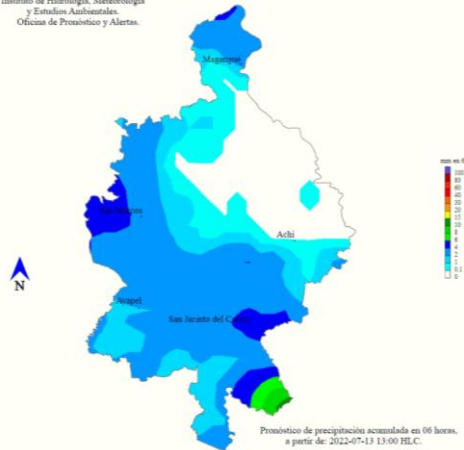 Instituto de Hidrología, Meteorología
y Estudios Ambientales.
Oficina de Pronóstico y Alertas.
Magangué
Achí
Ayapel
San Jacinto del
N
mm en 6
100
80
60
40
30
20
15
10
8
6
4
2
1
0.1
0
Pronóstico de precipitación acumulada en 06 horas,
a partir de: 2022-07-13 13:00 HLC.